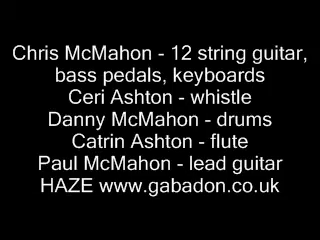 Chris McMahon - 12 string guitar,
bass pedals, keyboards
Ceri Ashton - whistle
Danny McMahon - drums
Catrin Ashton - flute
Paul McMahon - lead guitar
HAZE www.gabadon.co.uk